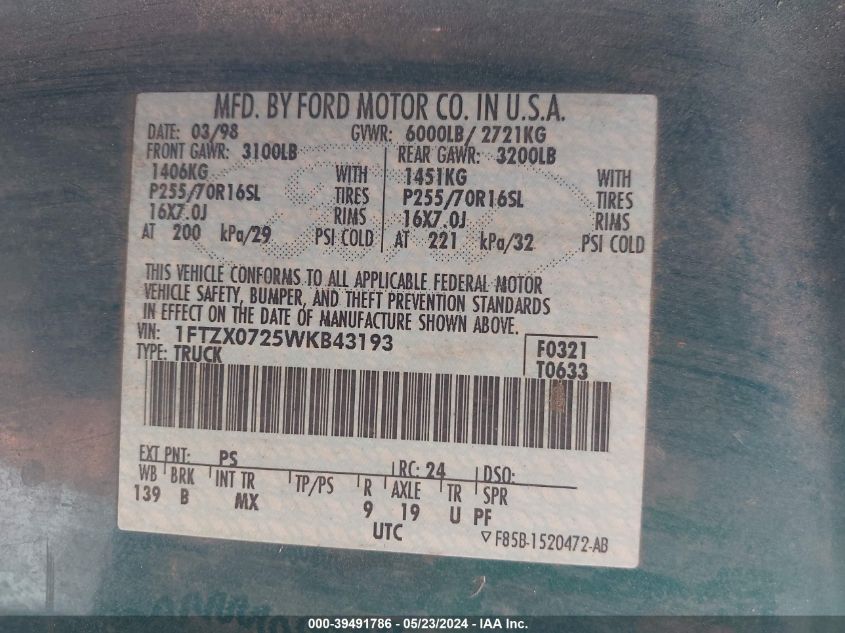 MFD. BY FORD MOTOR CO. IN U.S.A.
DATE: 03/98 GVWR: 6000LB/ 2721KG
FRONT GAWR: 3100LB REAR GAWR: 3200LB
1406KG WITH 1451KG WITH
P255/70R16SL TIRES P255/70R16SL TIRES
16X7.0J RIMS 16X7.0J RIMS
AT 200 kPa/29 PSI COLD AT 221 kPa/32 PSI COLD
THIS VEHICLE CONFORMS TO ALL APPLICABLE FEDERAL MOTOR
VEHICLE SAFETY, BUMPER, AND THEFT PREVENTION STANDARDS
IN EFFECT ON THE DATE OF MANUFACTURE SHOWN ABOVE.
VIN: 1FTZX0725WKB43193 F0321
TYPE: TRUCK T0633
EXT PNT: PS RC: 24 DSO:
WB BRK INT TR TP/PS R AXLE TR SPR
139 B MX 9 19 U PF
UTC F85B-1520472-AB
000-39491786 - 05/23/2024 - IAA Inc.